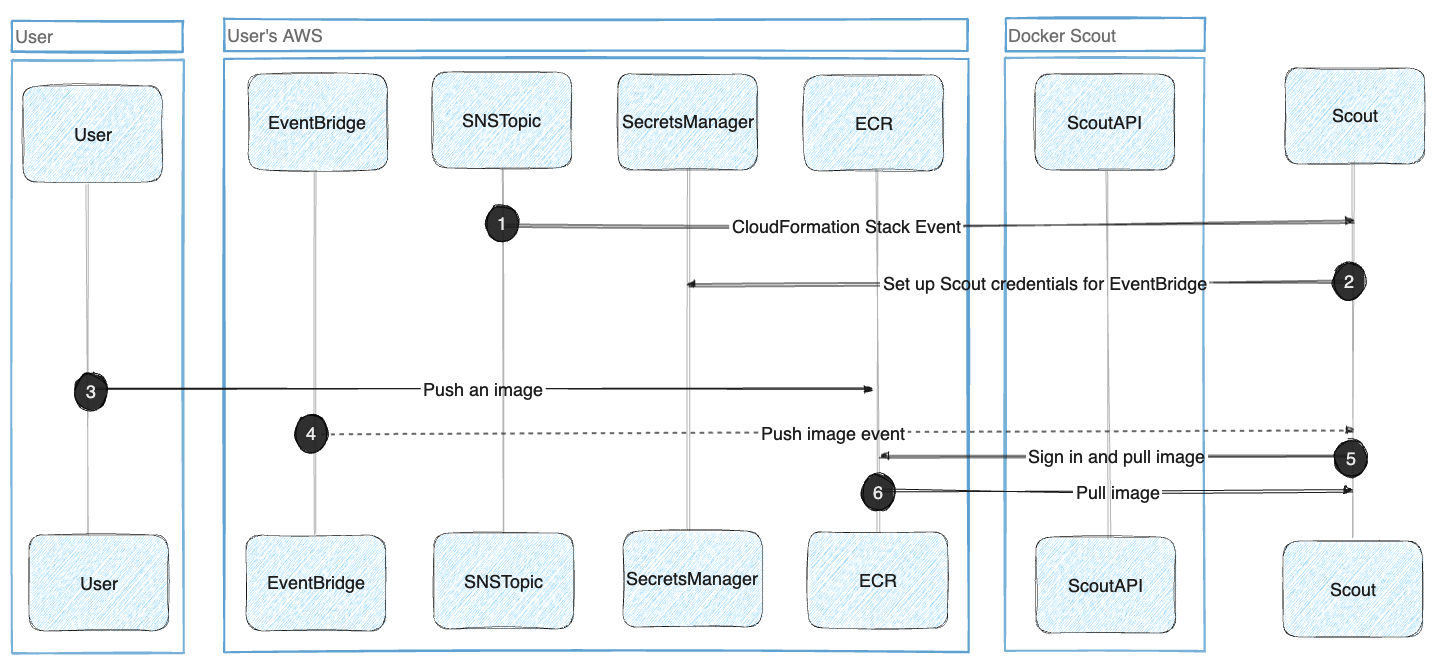 User
User's AWS
Docker Scout
User
EventBridge
SNSTopic
SecretsManager
ECR
ScoutAPI
Scout
1
CloudFormation Stack Event
Set up Scout credentials for EventBridge
2
3
Push an image
4
Push image event
Sign in and pull image
5
6
Pull image
User
EventBridge
SNSTopic
SecretsManager
ECR
ScoutAPI
Scout